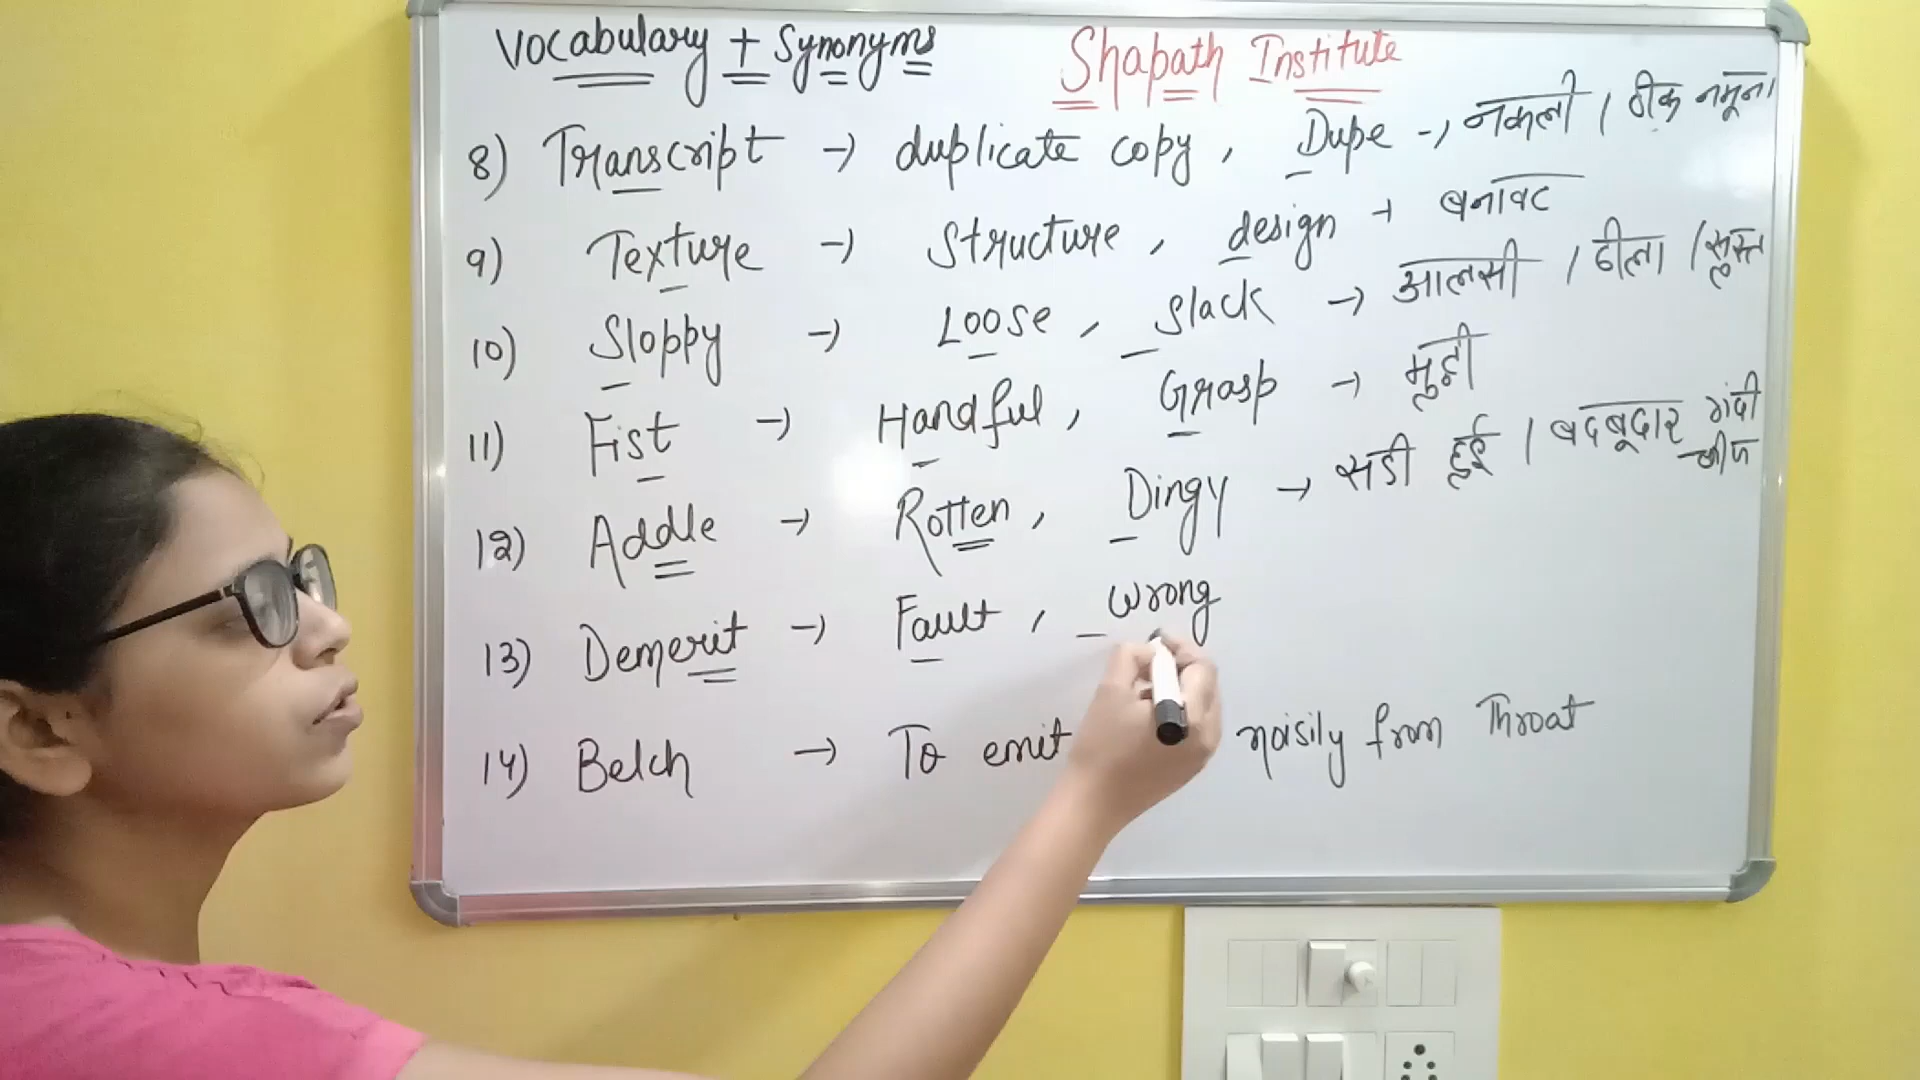 Vocabulary + Synonyms Shapath Institute
8) Transcript → duplicate copy, Dupe → नकली / ठीक नमूना
9) Texture → Structure, design → बनावट
10) Sloppy → Loose, Slack → आलसी / ढीला / सुस्त
11) Fist → Handful, Grasp → मुट्ठी
12) Addle → Rotten, Dingy → सडी हुई / बदबूदार गंदी चीज
13) Demerit → Fault, wrong
14) Belch → To emit noisily from Throat